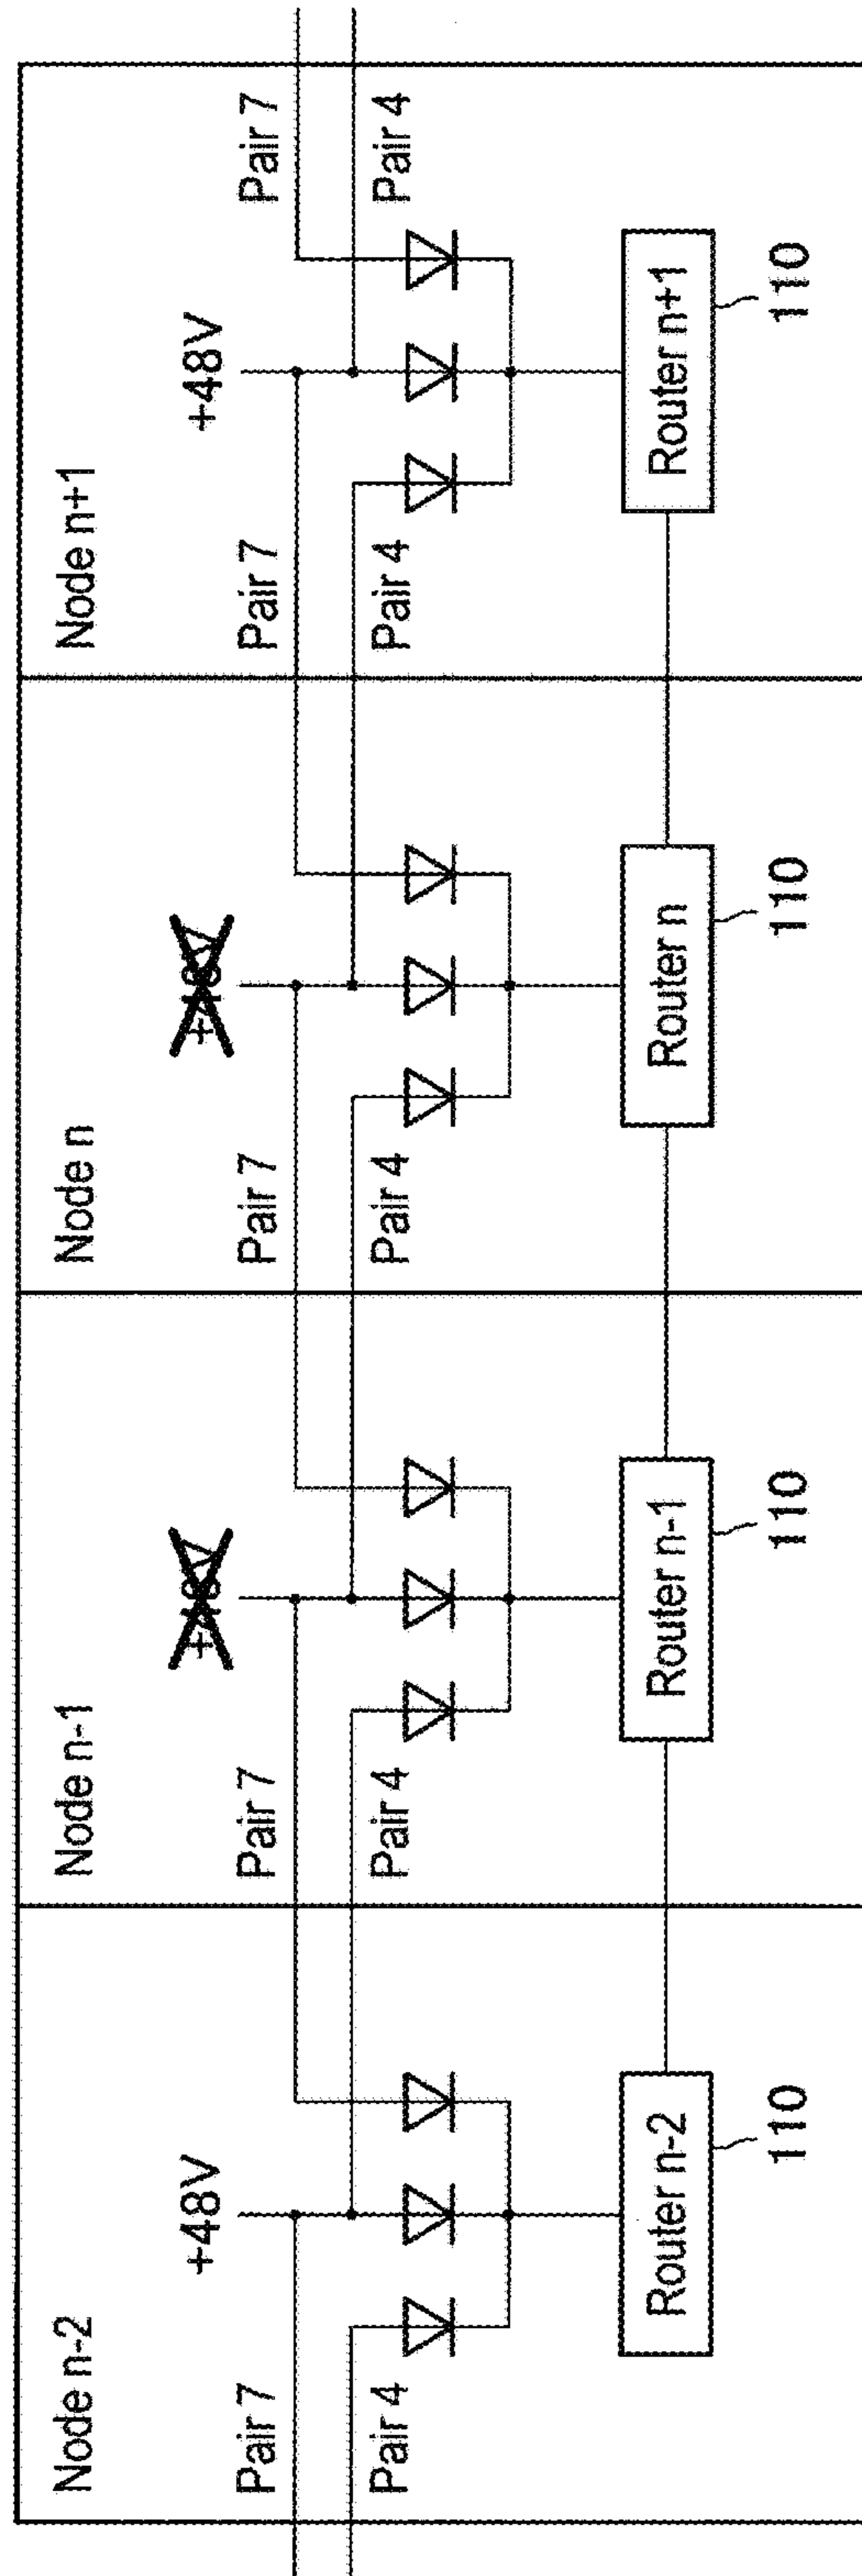 Node n-2
Node n-1
Node n
Node n+1
+48V
+48V
+48V
+48V
Pair 7
Pair 7
Pair 7
Pair 7
Pair 7
Pair 4
Pair 4
Pair 4
Pair 4
Pair 4
Router n-2
Router n-1
Router n
Router n+1
110
110
110
110